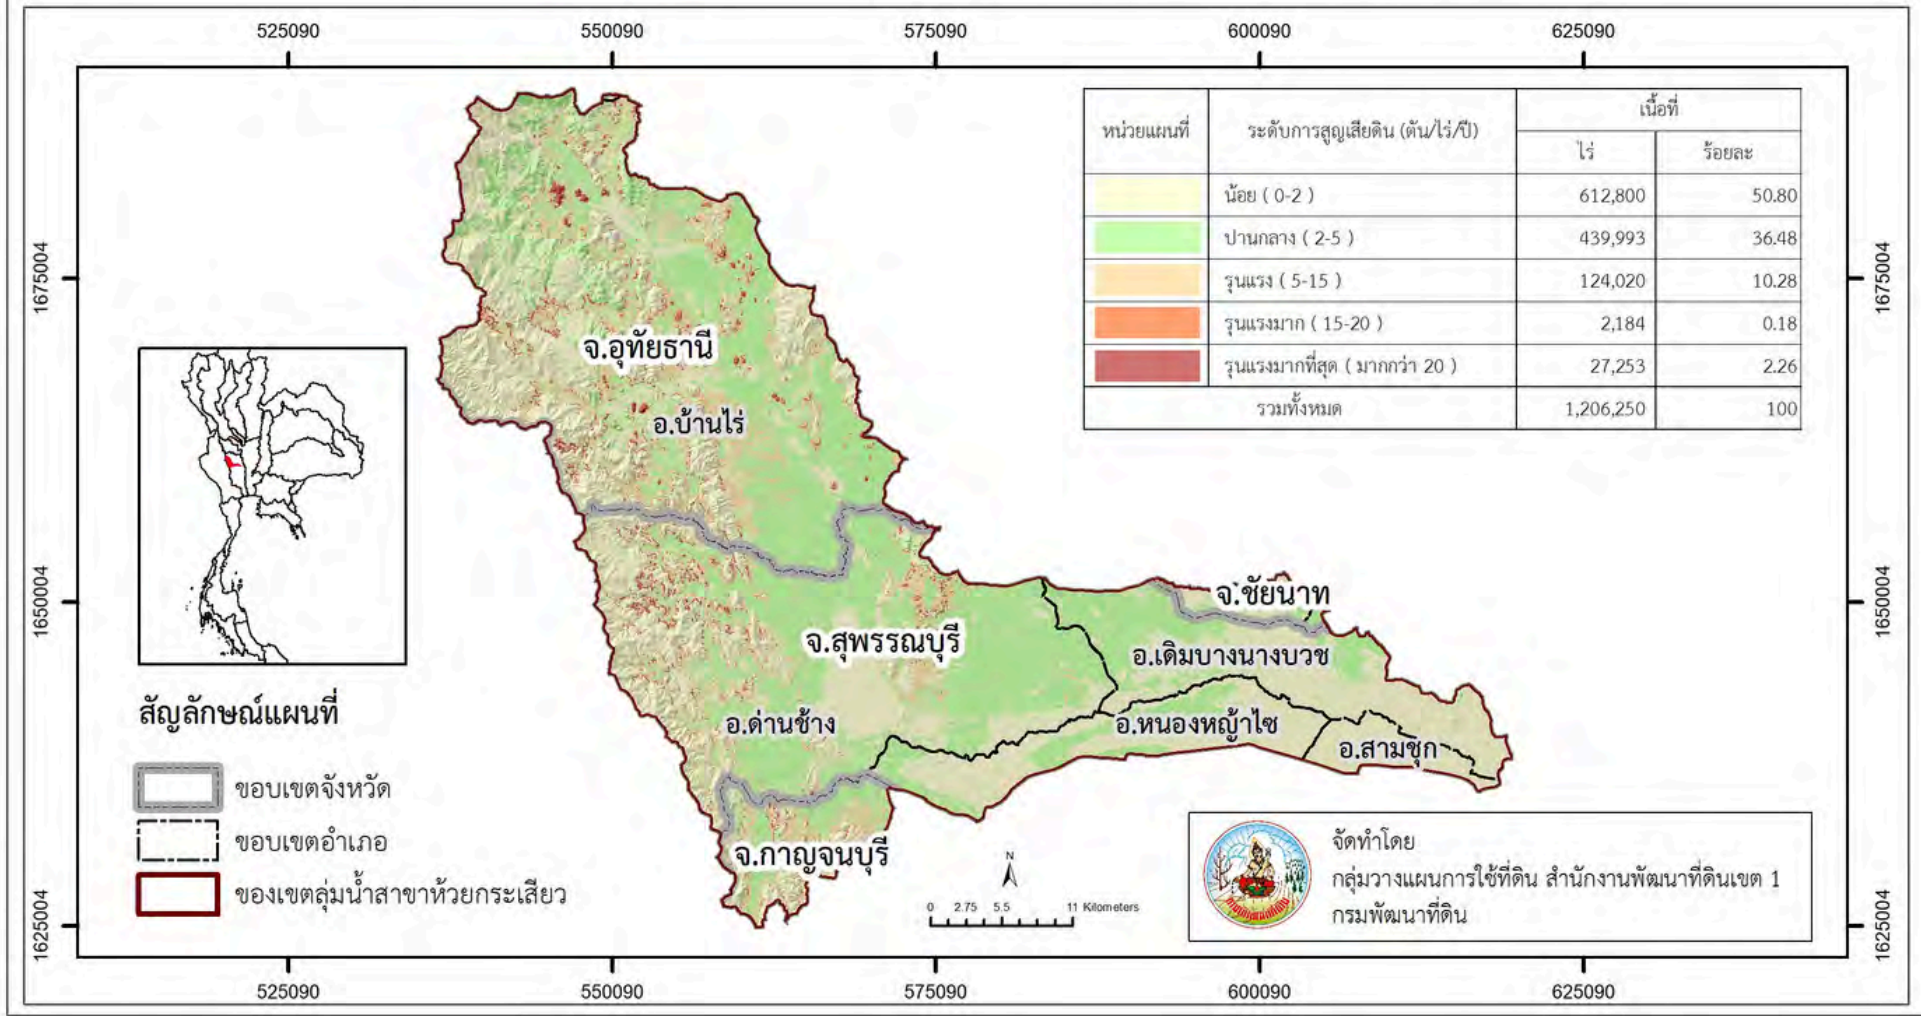 525090 550090 575090 600090 625090
หน่วยแผนที่ ระดับการสูญเสียดิน (ตัน/ไร่/ปี) เนื้อที่
ไร่ ร้อยละ
น้อย ( 0-2 ) 612,800 50.80
ปานกลาง ( 2-5 ) 439,993 36.48
รุนแรง ( 5-15 ) 124,020 10.28
รุนแรงมาก ( 15-20 ) 2,184 0.18
รุนแรงมากที่สุด ( มากกว่า 20 ) 27,253 2.26
รวมทั้งหมด 1,206,250 100
1675004 1675004
จ.อุทัยธานี
อ.บ้านไร่
1650004 1650004
จ.ชัยนาท
จ.สุพรรณบุรี
อ.เดิมบางนางบวช
อ.ด่านช้าง
อ.หนองหญ้าไซ
อ.สามชุก
จ.กาญจนบุรี
สัญลักษณ์แผนที่
ขอบเขตจังหวัด
ขอบเขตอำเภอ
ของเขตลุ่มน้ำสาขาห้วยกระเสียว
N
0 2.75 5.5 11 Kilometers
จัดทำโดย
กลุ่มวางแผนการใช้ที่ดิน สำนักงานพัฒนาที่ดินเขต 1
กรมพัฒนาที่ดิน
1625004 1625004
525090 550090 575090 600090 625090